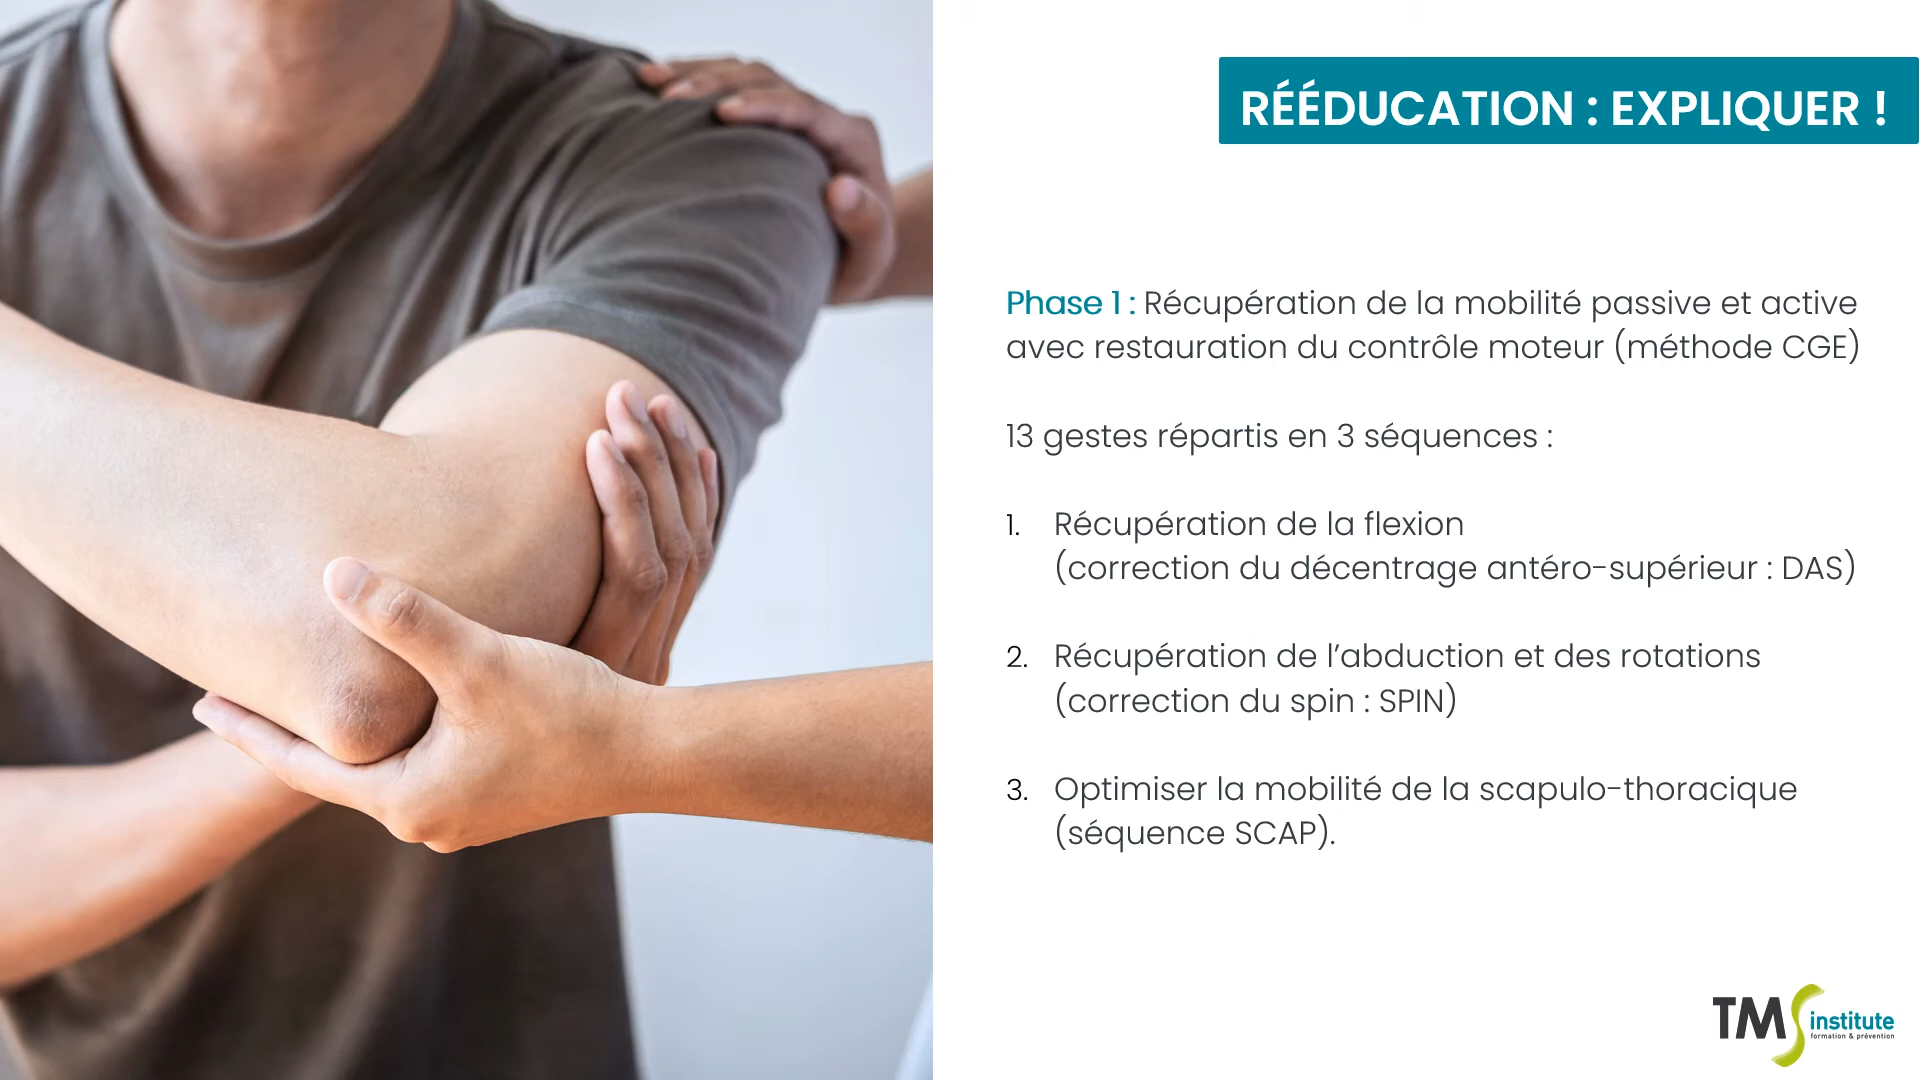 RÉÉDUCATION : EXPLIQUER !
Phase 1 : Récupération de la mobilité passive et active
avec restauration du contrôle moteur (méthode CGE)
13 gestes répartis en 3 séquences :
1. Récupération de la flexion
(correction du décentrage antéro-supérieur : DAS)
2. Récupération de l’abduction et des rotations
(correction du spin : SPIN)
3. Optimiser la mobilité de la scapulo-thoracique
(séquence SCAP).
TMS institute
formation & prévention